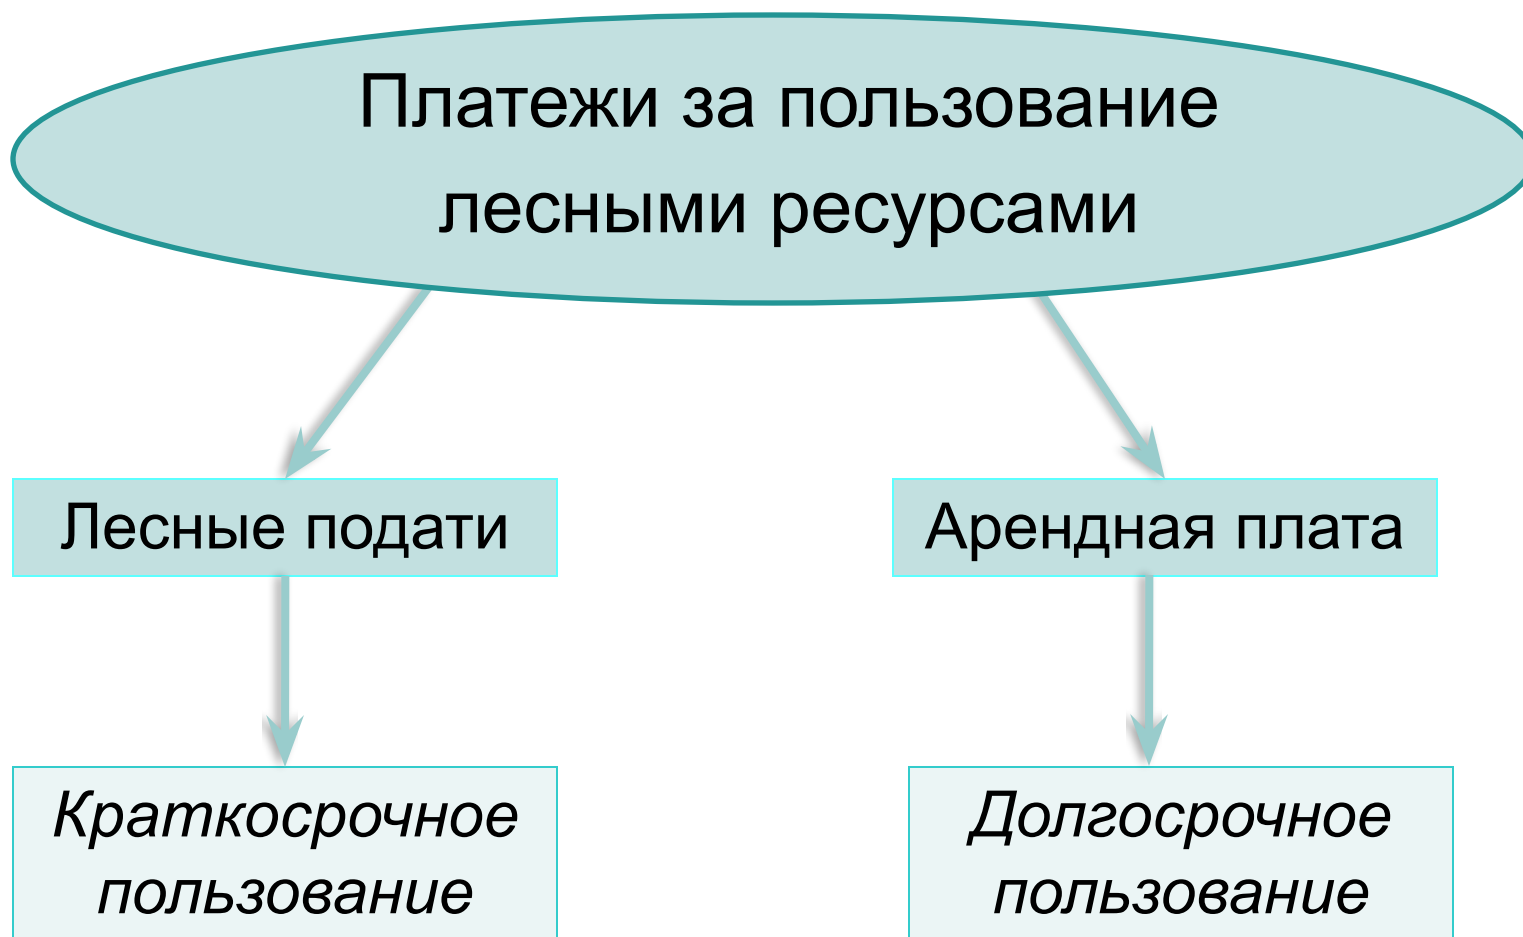 Платежи за пользование
лесными ресурсами
Лесные подати
Арендная плата
Краткосрочное
пользование
Долгосрочное
пользование